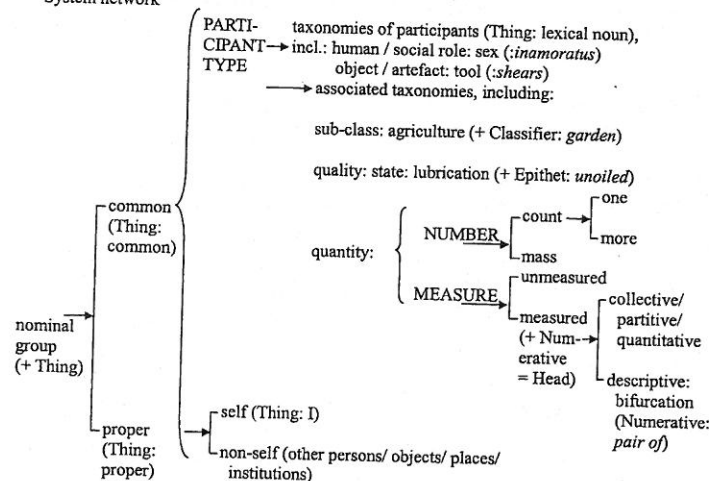 System network
PARTI-
CIPANT
TYPE
taxonomies of participants (Thing: lexical noun),
incl.: human / social role: sex (:inamoratus)
object / artefact: tool (:shears)
associated taxonomies, including:
sub-class: agriculture (+ Classifier: garden)
quality: state: lubrication (+ Epithet: unoiled)
common
(Thing:
common)
quantity:
NUMBER
count
one
more
mass
MEASURE
unmeasured
measured
(+ Num-
erative
= Head)
collective/
partitive/
quantitative
descriptive:
bifurcation
(Numerative:
pair of)
nominal
group
(+ Thing)
proper
(Thing:
proper)
self (Thing: I)
non-self (other persons/ objects/ places/
institutions)